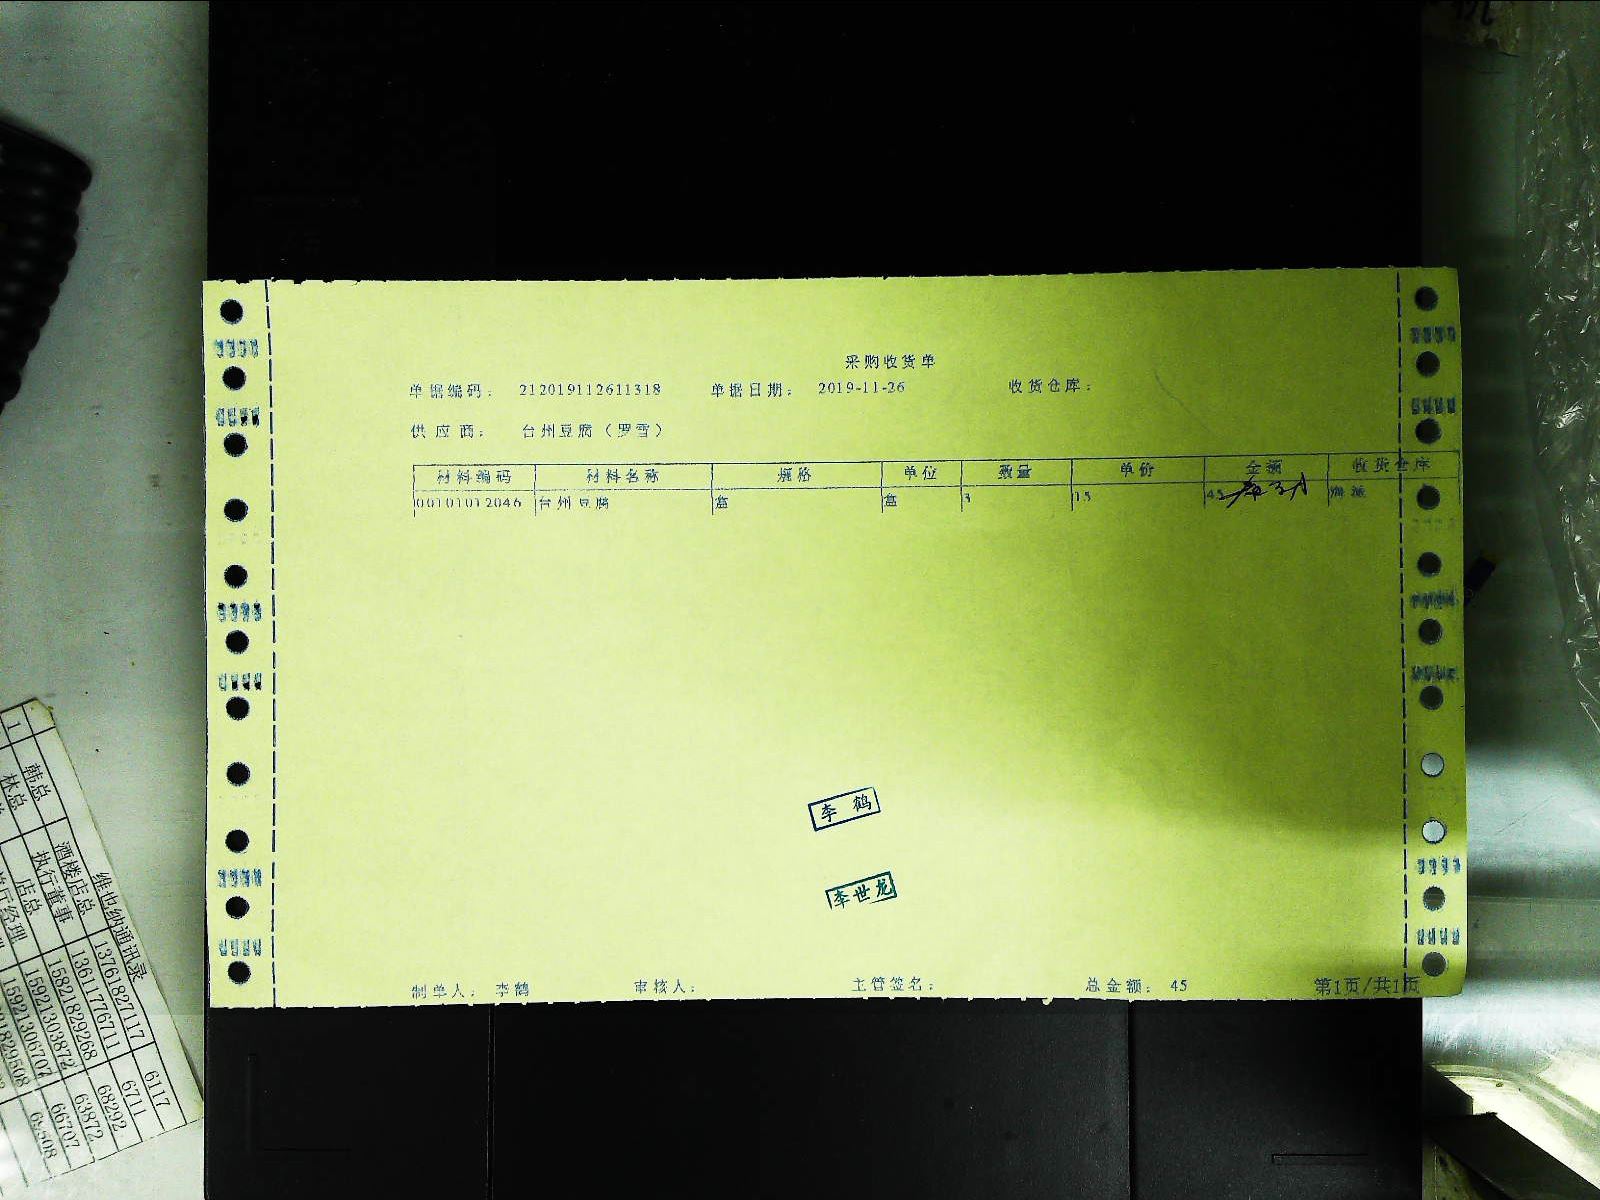 采购收货单
单据编码： 212019112611318 单据日期： 2019-11-26 收货仓库：
供应商： 台州豆腐（罗雪）
材料编码 材料名称 规格 单位 数量 单价 金额 收货仓库
00101012046 台州豆腐 盒 盒 3 15 45
李鹤
李世龙
制单人： 李鹤 审核人： 主管签名： 总金额： 45 第1页/共1页
维也纳通讯录
酒楼店总 13761827117 6117
1 韩总 执行董事 13611776711 6711
林总 店总 15821829268 68292
15921303872 63872
15921306707 66707